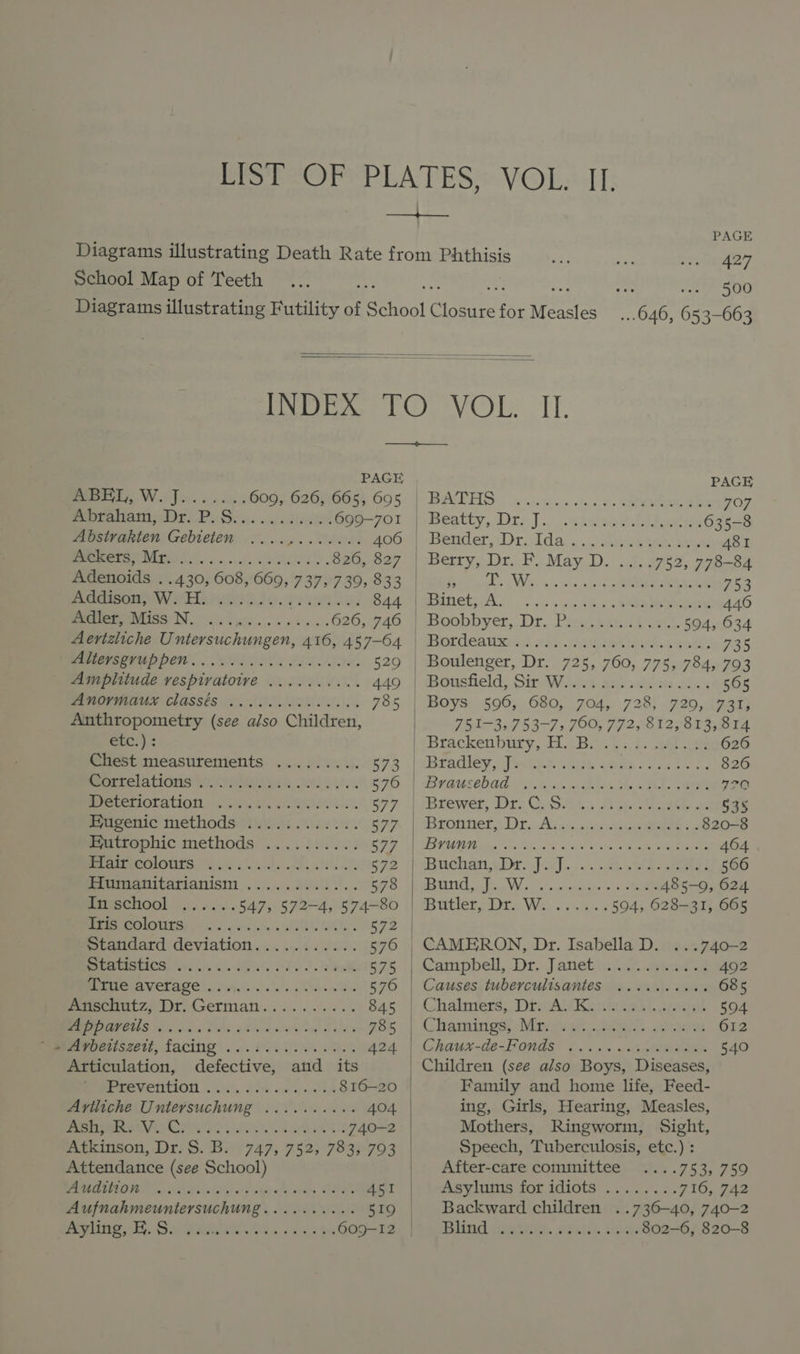 LIST OF PLATES, VOL. II.
PAGE
Diagrams illustrating Death Rate from Phthisis ... ... ... 427
School Map of Teeth ... ... ... ... ... ... ... 500
Diagrams illustrating Futility of School Closure for Measles ...646, 653-663
INDEX TO VOL. II.
PAGE
ABEL, W. J.......609, 626, 665, 695
Abraham, Dr. P. S...........699-701
Abstrakten Gebieten ............ 406
Ackers, Mr. ................826, 827
Adenoids ..430, 608, 669, 737, 739, 833
Addison, W. H. ................ 844
Adler, Miss N. .............626, 746
Aertzliche Untersuchungen, 416, 457-64
Altersgruppen.................. 529
Amplitude respiratoire .......... 449
Anormaux classés .............. 785
Anthropometry (see also Children,
etc.):
Chest measurements ......... 573
Correlations ................ 576
Deterioration ............... 577
Eugenic methods ............ 577
Eutrophic methods .......... 577
Hair colours ................ 572
Humanitarianism ............ 578
In school ......547, 572-4, 574-80
Iris colours ................. 572
Standard deviation........... 576
Statistics ................... 575
True average ................ 576
Anschutz, Dr. German.......... 845
Appareils ..................... 785
Arbeitszeit, facing .............. 424
Articulation, defective, and its
Prevention ..............816-20
Artliche Untersuchung .......... 404
Ash, R. V. C. ................740-2
Atkinson, Dr. S. B. 747, 752, 783, 793
Attendance (see School)
Audition ..................... 451
Aufnahmeuntersuchung.......... 519
Ayling, E. S. ................609-12
PAGE
BATHS ...................... 707
Beatty, Dr. J. ................635-8
Bender, Dr. Ida ................ 481
Berry, Dr. F. May D. .....752, 778-84
,, T. W. ................... 753
Binet, A. ..................... 446
Boobbyer, Dr. P. ...........594, 634
Bordeaux ..................... 735
Boulenger, Dr. 725, 760, 775, 784, 793
Bousfield, Sir W................ 565
Boys 596, 680, 704, 728, 729, 731,
751-3, 753-7, 760, 772, 812, 813, 814
Brackenbury, H. B. ............ 626
Bradley, J. ................... 826
Brausebad ....................
Brewer, Dr. C. S. ..............
Bronner, Dr. A...............820-8
Brunn ....................... 464
Buchan, Dr. J. J. .............. 566
Bund, J. W. .............485-9, 624
Butler, Dr. W. ......594, 628-31, 665
CAMERON, Dr. Isabella D. ...740-2
Campbell, Dr. Janet ............ 492
Causes tuberculisantes .......... 685
Chalmers, Dr. A. K............. 594
Chamings, Mr. ................ 612
Chaux-de-Fonds ............... 540
Children (see also Boys, Diseases,
Family and home life, Feed-
ing, Girls, Hearing, Measles,
Mothers, Ringworm, Sight,
Speech, Tuberculosis, etc.):
After-care committee ....753, 759
Asylums for idiots .........716, 742
Backward children ..736-40, 740-2
Blind ................802-6, 820-8